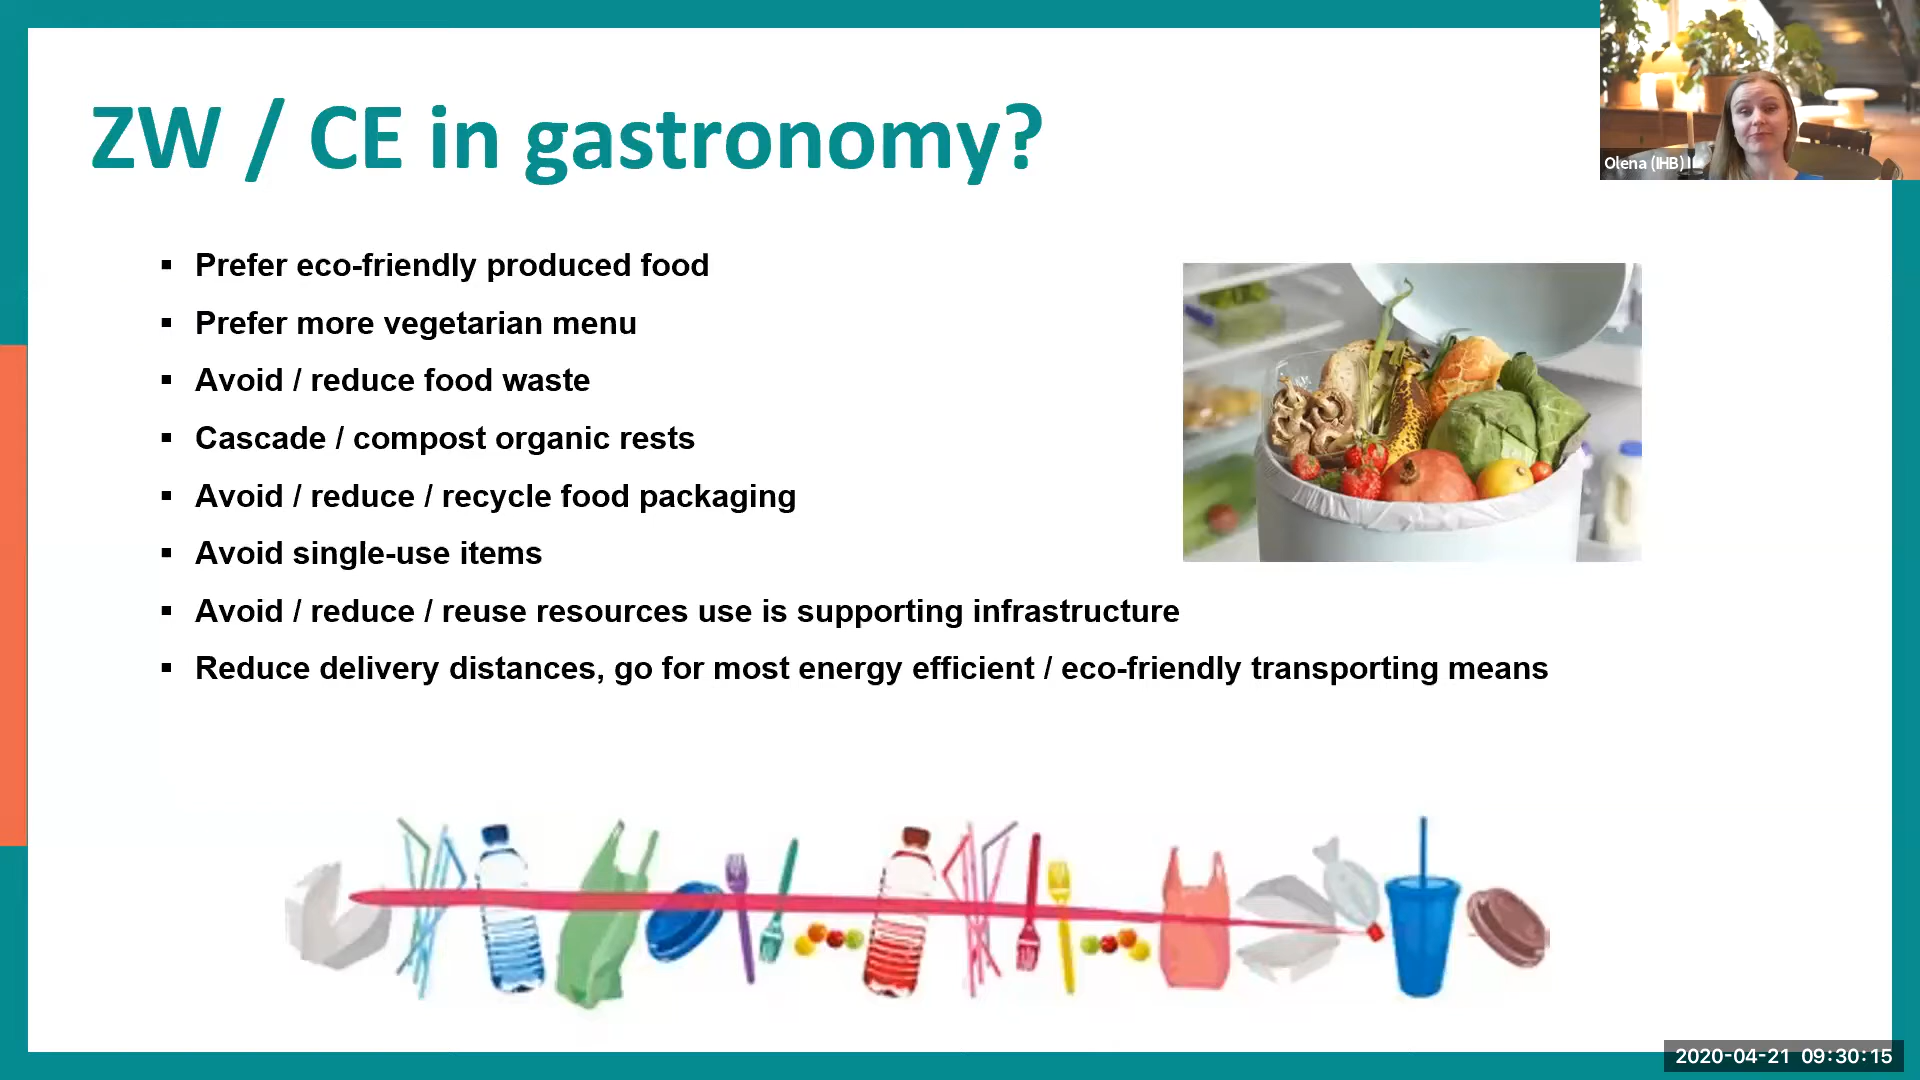 ZW / CE in gastronomy?
Olena (IHB)
▪ Prefer eco-friendly produced food
▪ Prefer more vegetarian menu
▪ Avoid / reduce food waste
▪ Cascade / compost organic rests
▪ Avoid / reduce / recycle food packaging
▪ Avoid single-use items
▪ Avoid / reduce / reuse resources use is supporting infrastructure
▪ Reduce delivery distances, go for most energy efficient / eco-friendly transporting means
2020-04-21 09:30:15